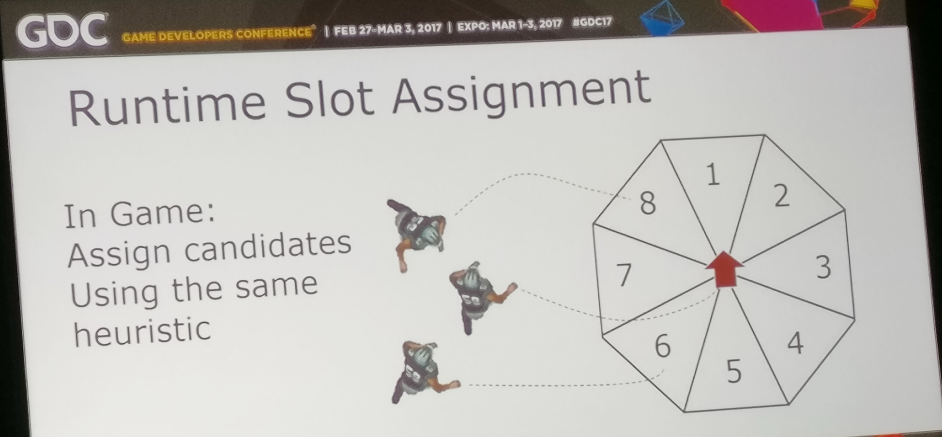 GDC GAME DEVELOPERS CONFERENCE® | FEB 27-MAR 3, 2017 | EXPO: MAR 1-3, 2017 #GDC17
Runtime Slot Assignment
In Game:
Assign candidates
Using the same
heuristic
1
2
3
4
5
6
7
8